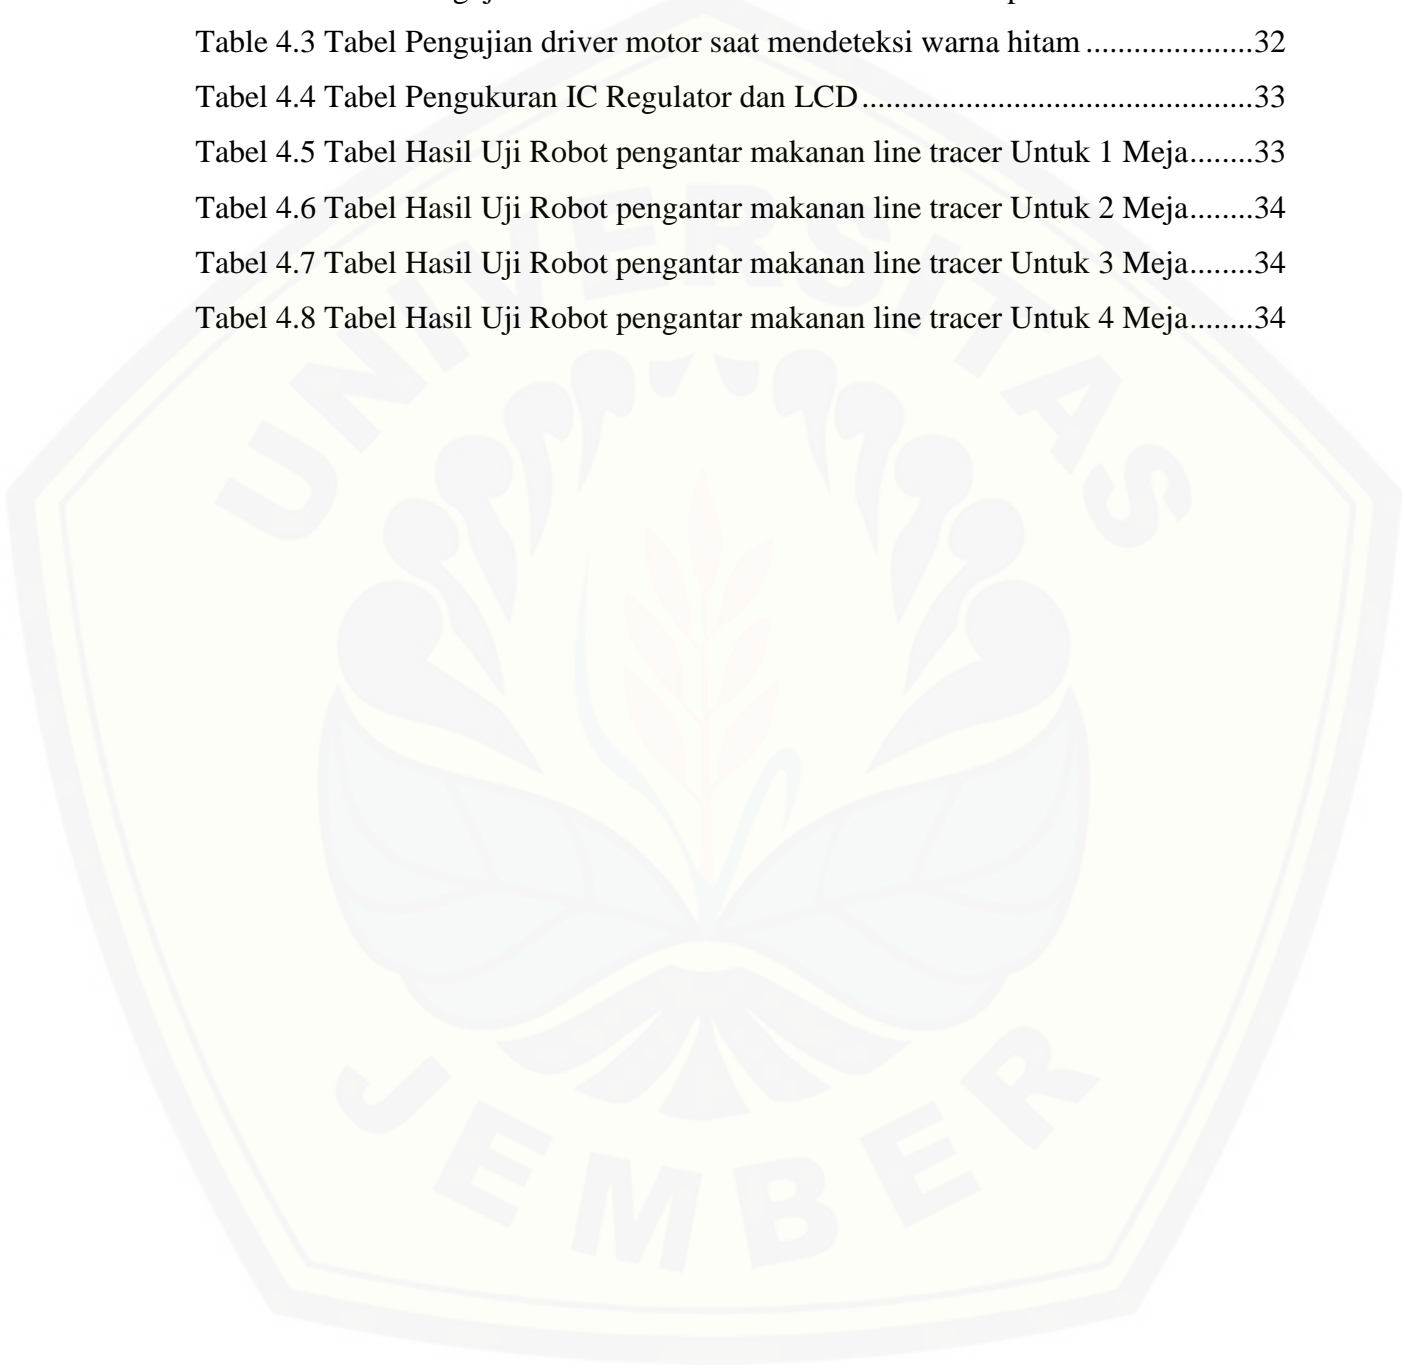 Table 4.3 Tabel Pengujian driver motor saat mendeteksi warna hitam .....................32
Tabel 4.4 Tabel Pengukuran IC Regulator dan LCD.................................................33
Tabel 4.5 Tabel Hasil Uji Robot pengantar makanan line tracer Untuk 1 Meja........33
Tabel 4.6 Tabel Hasil Uji Robot pengantar makanan line tracer Untuk 2 Meja........34
Tabel 4.7 Tabel Hasil Uji Robot pengantar makanan line tracer Untuk 3 Meja........34
Tabel 4.8 Tabel Hasil Uji Robot pengantar makanan line tracer Untuk 4 Meja........34
UNIVERSITAS
JEMBER